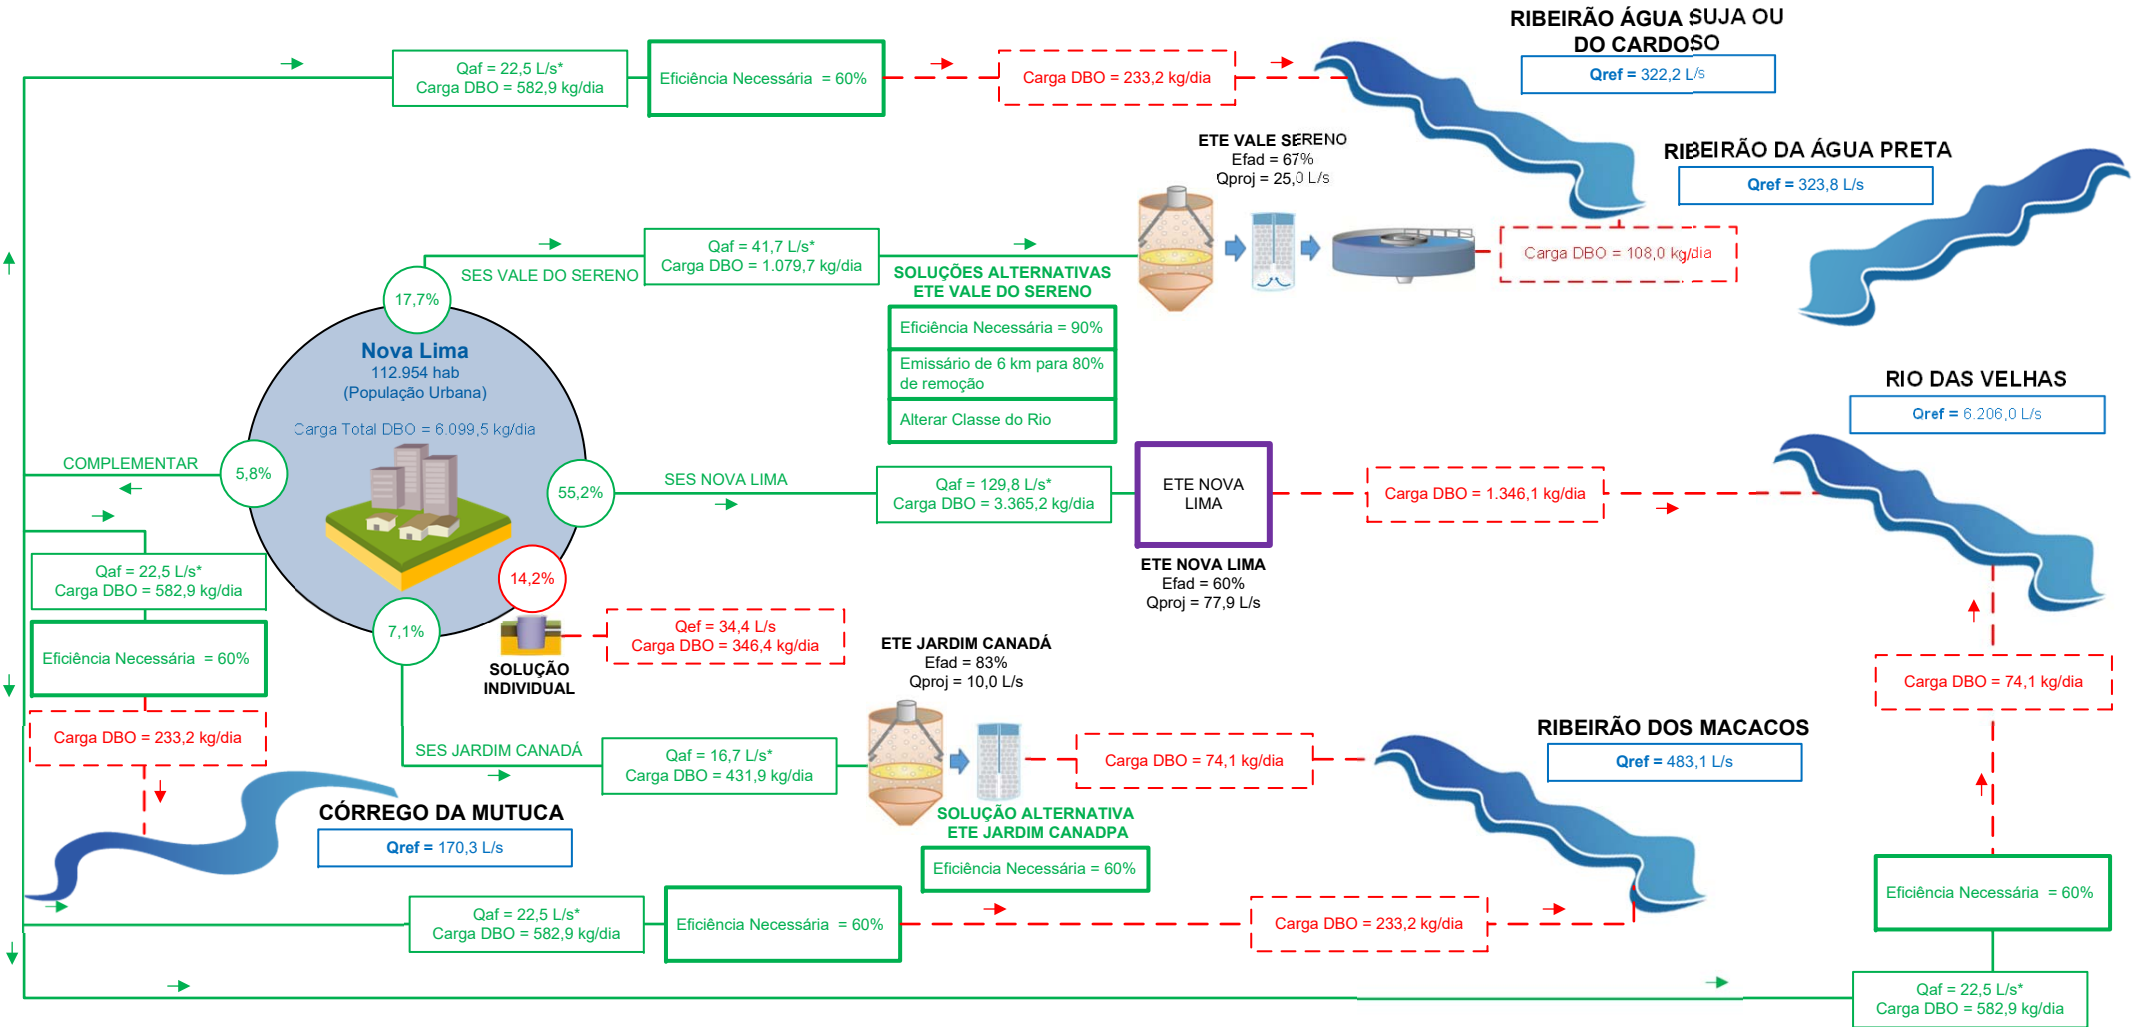 RIBEIRÃO ÁGUA SUJA OU
DO CARDOSO
Qref = 322,2 L/s
Qaf = 22,5 L/s*
Carga DBO = 582,9 kg/dia
Eficiência Necessária = 60%
Carga DBO = 233,2 kg/dia
ETE VALE SERENO
Efad = 67%
Qproj = 25,0 L/s
RIBEIRÃO DA ÁGUA PRETA
Qref = 323,8 L/s
SES VALE DO SERENO
Qaf = 41,7 L/s*
Carga DBO = 1.079,7 kg/dia
Carga DBO = 108,0 kg/dia
SOLUÇÕES ALTERNATIVAS
ETE VALE DO SERENO
Eficiência Necessária = 90%
Emissário de 6 km para 80%
de remoção
Alterar Classe do Rio
17,7%
Nova Lima
112.954 hab
(População Urbana)
Carga Total DBO = 6.099,5 kg/dia
RIO DAS VELHAS
Qref = 6.206,0 L/s
COMPLEMENTAR
5,8%
55,2%
SES NOVA LIMA
Qaf = 129,8 L/s*
Carga DBO = 3.365,2 kg/dia
ETE NOVA
LIMA
Carga DBO = 1.346,1 kg/dia
ETE NOVA LIMA
Efad = 60%
Qproj = 77,9 L/s
Qaf = 22,5 L/s*
Carga DBO = 582,9 kg/dia
14,2%
7,1%
Qef = 34,4 L/s
Carga DBO = 346,4 kg/dia
SOLUÇÃO
INDIVIDUAL
Eficiência Necessária = 60%
ETE JARDIM CANADÁ
Efad = 83%
Qproj = 10,0 L/s
Carga DBO = 74,1 kg/dia
Carga DBO = 233,2 kg/dia
SES JARDIM CANADÁ
Qaf = 16,7 L/s*
Carga DBO = 431,9 kg/dia
Carga DBO = 74,1 kg/dia
RIBEIRÃO DOS MACACOS
Qref = 483,1 L/s
CÓRREGO DA MUTUCA
Qref = 170,3 L/s
SOLUÇÃO ALTERNATIVA
ETE JARDIM CANADPA
Eficiência Necessária = 60%
Eficiência Necessária = 60%
Qaf = 22,5 L/s*
Carga DBO = 582,9 kg/dia
Eficiência Necessária = 60%
Carga DBO = 233,2 kg/dia
Qaf = 22,5 L/s*
Carga DBO = 582,9 kg/dia